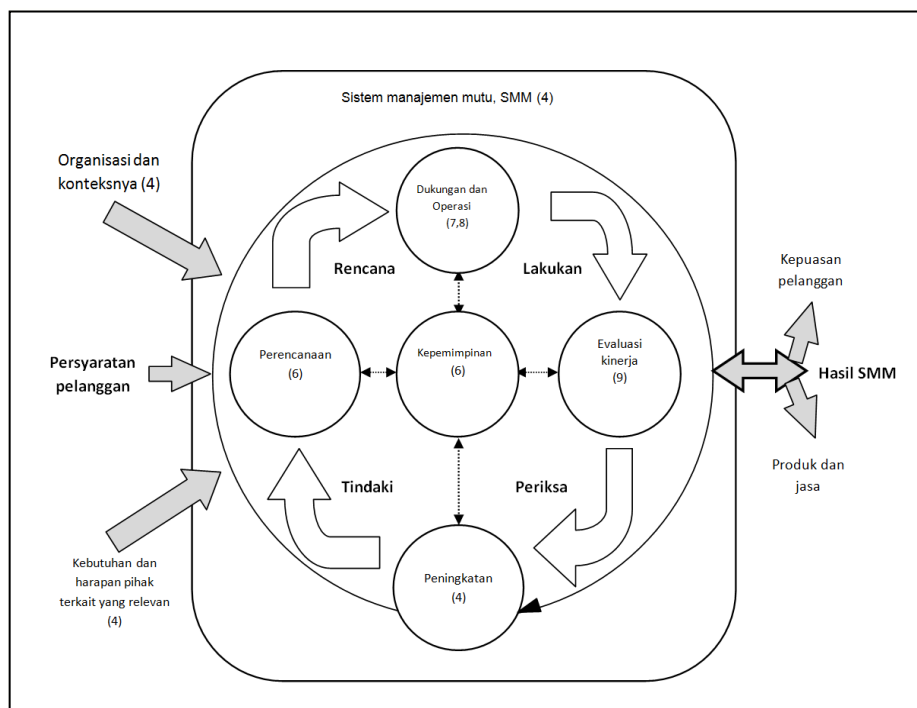 Sistem manajemen mutu, SMM (4)
Organisasi dan
konteksnya (4)
Dukungan dan
Operasi
(7,8)
Rencana
Lakukan
Kepuasan
pelanggan
Persyaratan
pelanggan
Perencanaan
(6)
Kepemimpinan
(6)
Evaluasi
kinerja
(9)
Hasil SMM
Tindaki
Periksa
Produk dan
jasa
Kebutuhan dan
harapan pihak
terkait yang relevan
(4)
Peningkatan
(4)